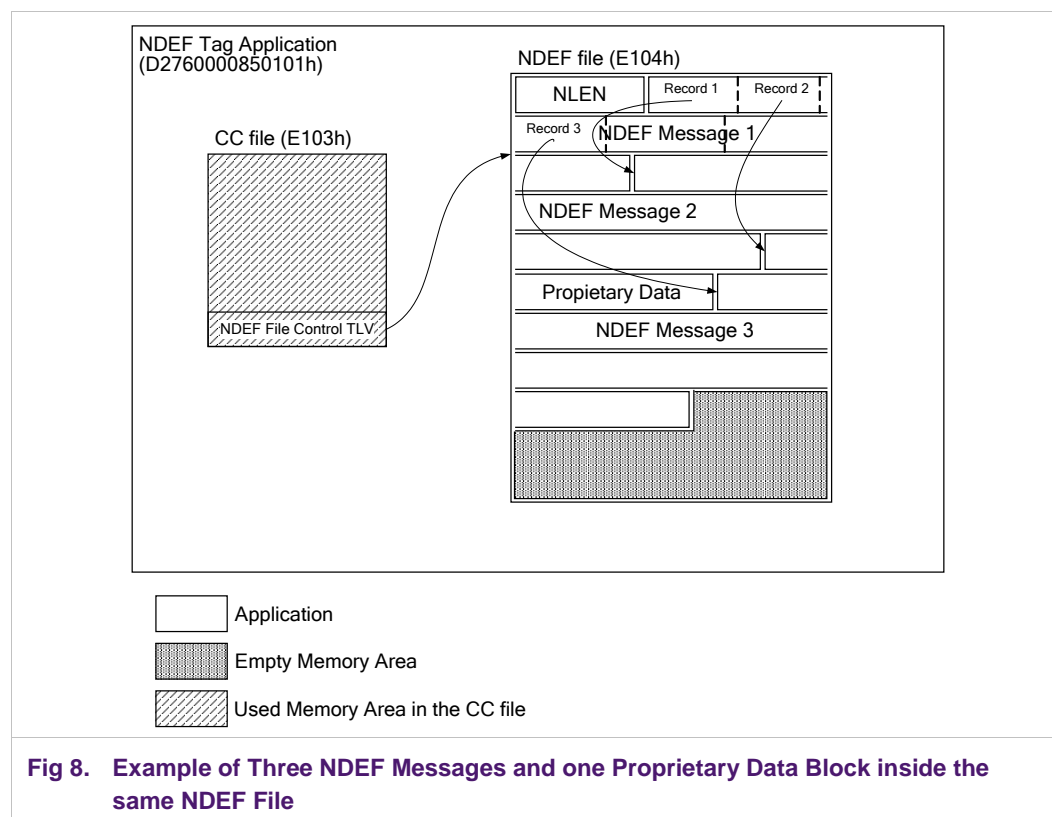 NDEF Tag Application
(D2760000850101h)
NDEF file (E104h)
NLEN
Record 1
Record 2
CC file (E103h)
Record 3
NDEF Message 1
NDEF Message 2
Propietary Data
NDEF File Control TLV
NDEF Message 3
Application
Empty Memory Area
Used Memory Area in the CC file
Fig 8. Example of Three NDEF Messages and one Proprietary Data Block inside the
same NDEF File